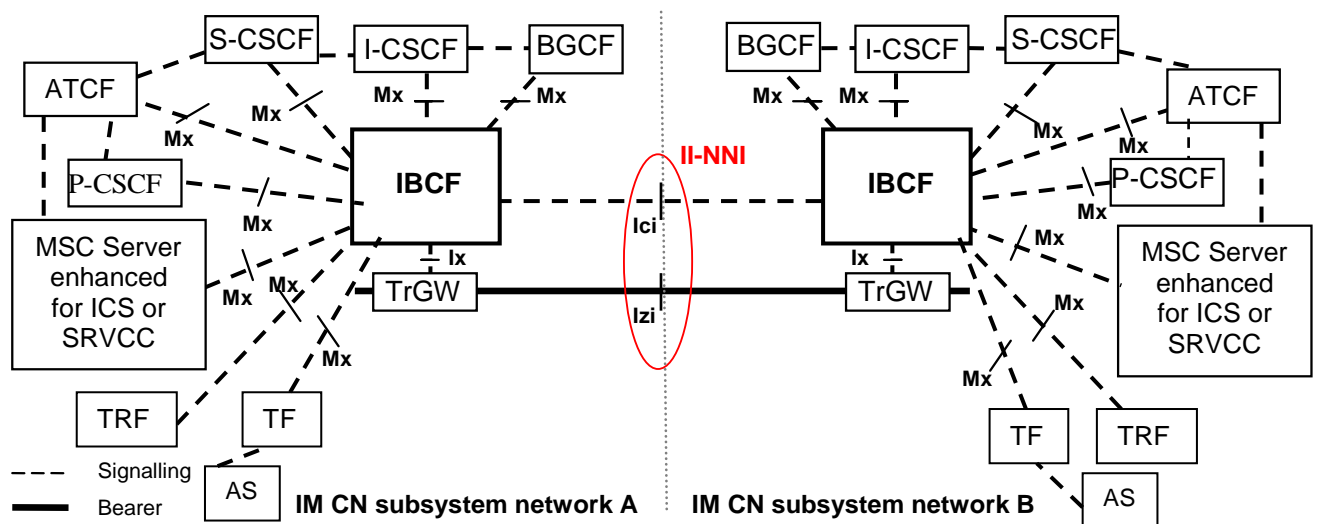 S-CSCF
I-CSCF
BGCF
BGCF
I-CSCF
S-CSCF
ATCF
Mx
Mx
Mx
Mx
Mx
Mx
Mx
Mx
ATCF
II-NNI
P-CSCF
IBCF
IBCF
P-CSCF
Mx
Ici
Mx
MSC Server
enhanced
for ICS or
SRVCC
Mx
Mx
Mx
Ix
TrGW
Izi
Ix
TrGW
Mx
Mx
Mx
MSC Server
enhanced
for ICS or
SRVCC
TRF
TF
TF
TRF
Signalling
Bearer
AS
IM CN subsystem network A
IM CN subsystem network B
AS